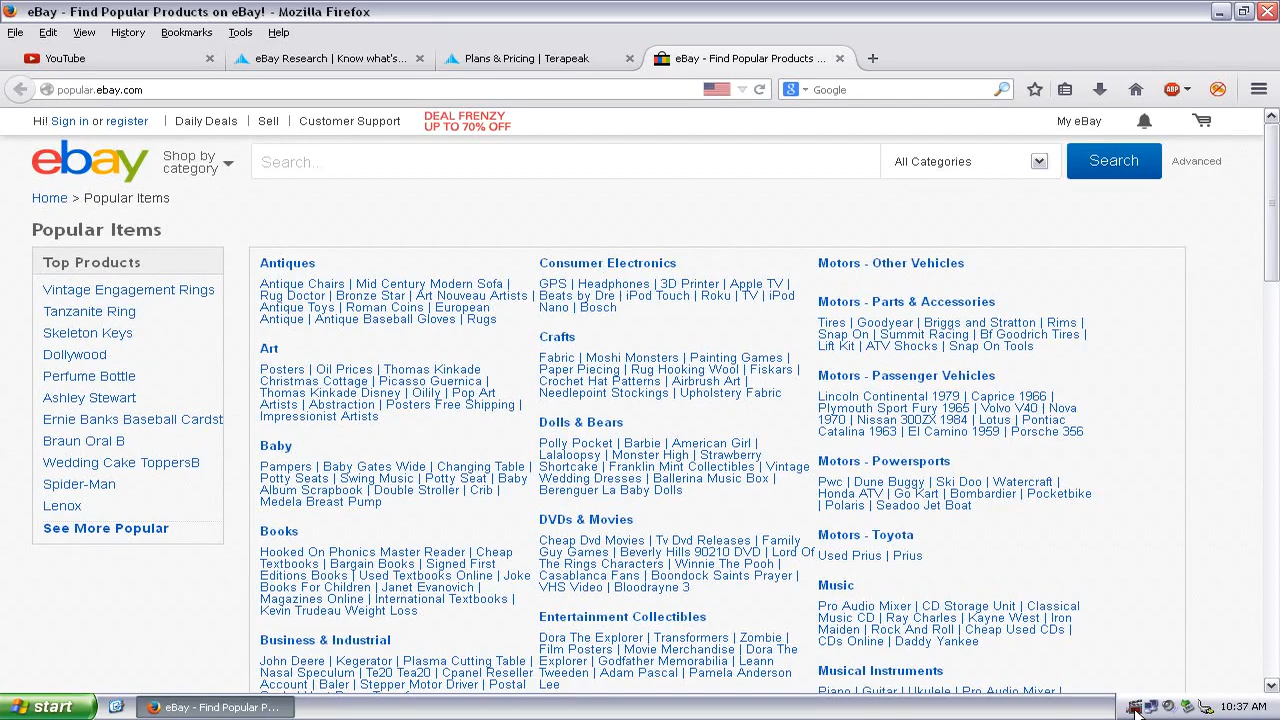 eBay - Find Popular Products on eBay! - Mozilla Firefox
File Edit View History Bookmarks Tools Help
YouTube
eBay Research | Know what's...
Plans & Pricing | Terapeak
eBay - Find Popular Products ...
popular.ebay.com
Google
ABP
Hi! Sign in or register
Daily Deals
Sell
Customer Support
DEAL FRENZY
UP TO 70% OFF
My eBay
ebay
Shop by
category
Search...
All Categories
Search
Advanced
Home > Popular Items
Popular Items
Top Products
Vintage Engagement Rings
Tanzanite Ring
Skeleton Keys
Dollywood
Perfume Bottle
Ashley Stewart
Ernie Banks Baseball Cardst
Braun Oral B
Wedding Cake ToppersB
Spider-Man
Lenox
See More Popular
Antiques
Antique Chairs | Mid Century Modern Sofa |
Rug Doctor | Bronze Star | Art Nouveau Artists |
Antique Toys | Roman Coins | European
Antique | Antique Baseball Gloves | Rugs
Art
Posters | Oil Prices | Thomas Kinkade
Christmas Cottage | Picasso Guernica |
Thomas Kinkade Disney | Oilily | Pop Art
Artists | Abstraction | Posters Free Shipping |
Impressionist Artists
Baby
Pampers | Baby Gates Wide | Changing Table |
Potty Seats | Swing Music | Potty Seat | Baby
Album Scrapbook | Double Stroller | Crib |
Medela Breast Pump
Books
Hooked On Phonics Master Reader | Cheap
Textbooks | Bargain Books | Signed First
Editions Books | Used Textbooks Online | Joke
Books For Children | Janet Evanovich |
Magazines Online | International Textbooks |
Kevin Trudeau Weight Loss
Business & Industrial
John Deere | Kegerator | Plasma Cutting Table |
Nasal Speculum | Te20 Tea20 | Cpanel Reseller
Account | Baler | Stepper Motor Driver | Postal
Consumer Electronics
GPS | Headphones | 3D Printer | Apple TV |
Beats by Dre | iPod Touch | Roku | TV | iPod
Nano | Bosch
Crafts
Fabric | Moshi Monsters | Painting Games |
Paper Piecing | Rug Hooking Wool | Fiskars |
Crochet Hat Patterns | Airbrush Art |
Needlepoint Stockings | Upholstery Fabric
Dolls & Bears
Polly Pocket | Barbie | American Girl |
Lalaloopsy | Monster High | Strawberry
Shortcake | Franklin Mint Collectibles | Vintage
Wedding Dresses | Ballerina Music Box |
Berenguer La Baby Dolls
DVDs & Movies
Cheap Dvd Movies | Tv Dvd Releases | Family
Guy Games | Beverly Hills 90210 DVD | Lord Of
The Rings Characters | Winnie The Pooh |
Casablanca Fans | Boondock Saints Prayer |
VHS Video | Bloodrayne 3
Entertainment Collectibles
Dora The Explorer | Transformers | Zombie |
Film Posters | Movie Merchandise | Dora The
Explorer | Godfather Memorabilia | Leann
Tweeden | Adam Pascal | Pamela Anderson
Lee
Motors - Other Vehicles
Motors - Parts & Accessories
Tires | Goodyear | Briggs and Stratton | Rims |
Snap On | Summit Racing | Bf Goodrich Tires |
Lift Kit | ATV Shocks | Snap On Tools
Motors - Passenger Vehicles
Lincoln Continental 1979 | Caprice 1966 |
Plymouth Sport Fury 1965 | Volvo V40 | Nova
1970 | Nissan 300ZX 1984 | Lotus | Pontiac
Catalina 1963 | El Camino 1959 | Porsche 356
Motors - Powersports
Pwc | Dune Buggy | Ski Doo | Watercraft |
Honda ATV | Go Kart | Bombardier | Pocketbike
| Polaris | Seadoo Jet Boat
Motors - Toyota
Used Prius | Prius
Music
Pro Audio Mixer | CD Storage Unit | Classical
Music CD | Ray Charles | Kayne West | Iron
Maiden | Rock And Roll | Cheap Used CDs |
CDs Online | Daddy Yankee
Musical Instruments
Piano | Guitar | Ukulele | Pro Audio Mixer |
start
eBay - Find Popular P...
10:37 AM